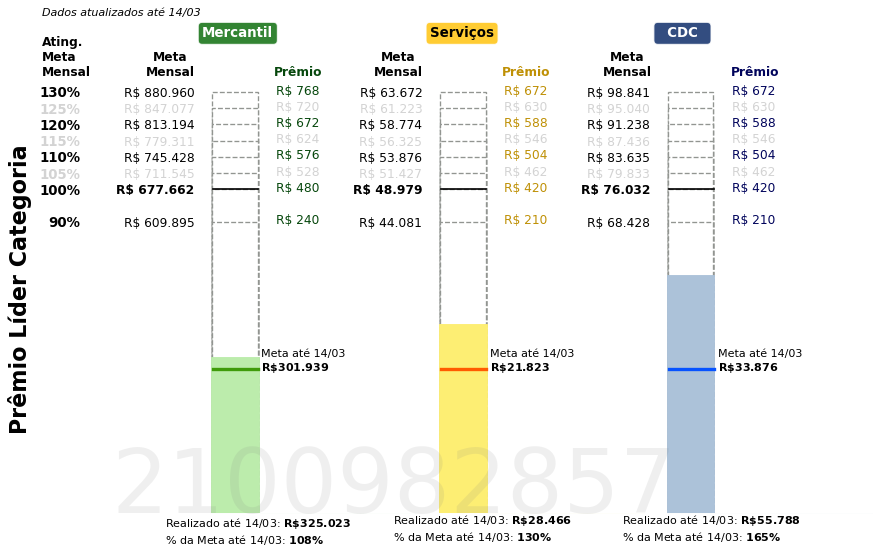 Dados atualizados até 14/03
Mercantil Serviços CDC
Ating.
Meta Meta Meta Meta
Mensal Mensal Prêmio Mensal Prêmio Mensal Prêmio
130% R$ 880.960 R$ 768 R$ 63.672 R$ 672 R$ 98.841 R$ 672
125% R$ 847.077 R$ 720 R$ 61.223 R$ 630 R$ 95.040 R$ 630
120% R$ 813.194 R$ 672 R$ 58.774 R$ 588 R$ 91.238 R$ 588
115% R$ 779.311 R$ 624 R$ 56.325 R$ 546 R$ 87.436 R$ 546
110% R$ 745.428 R$ 576 R$ 53.876 R$ 504 R$ 83.635 R$ 504
105% R$ 711.545 R$ 528 R$ 51.427 R$ 462 R$ 79.833 R$ 462
100% R$ 677.662 R$ 480 R$ 48.979 R$ 420 R$ 76.032 R$ 420
90% R$ 609.895 R$ 240 R$ 44.081 R$ 210 R$ 68.428 R$ 210
Prêmio Líder Categoria
Meta até 14/03 Meta até 14/03 Meta até 14/03
R$301.939 R$21.823 R$33.876
2100982857
Realizado até 14/03: R$325.023 Realizado até 14/03: R$28.466 Realizado até 14/03: R$55.788
% da Meta até 14/03: 108% % da Meta até 14/03: 130% % da Meta até 14/03: 165%